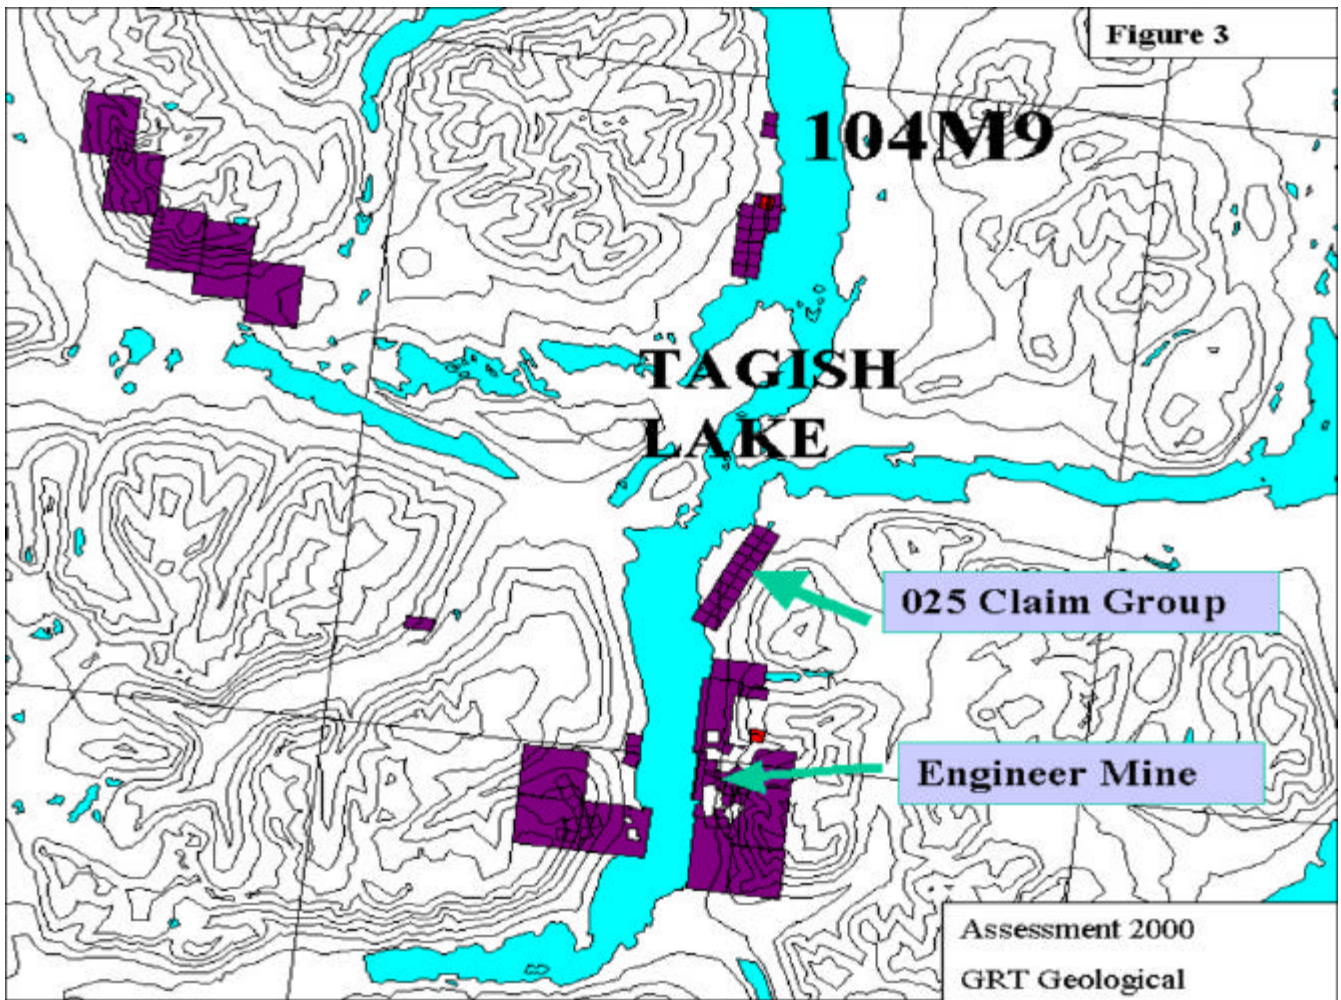 Figure 3
104M9
TAGISH
LAKE
025 Claim Group
Engineer Mine
Assessment 2000
GRT Geological